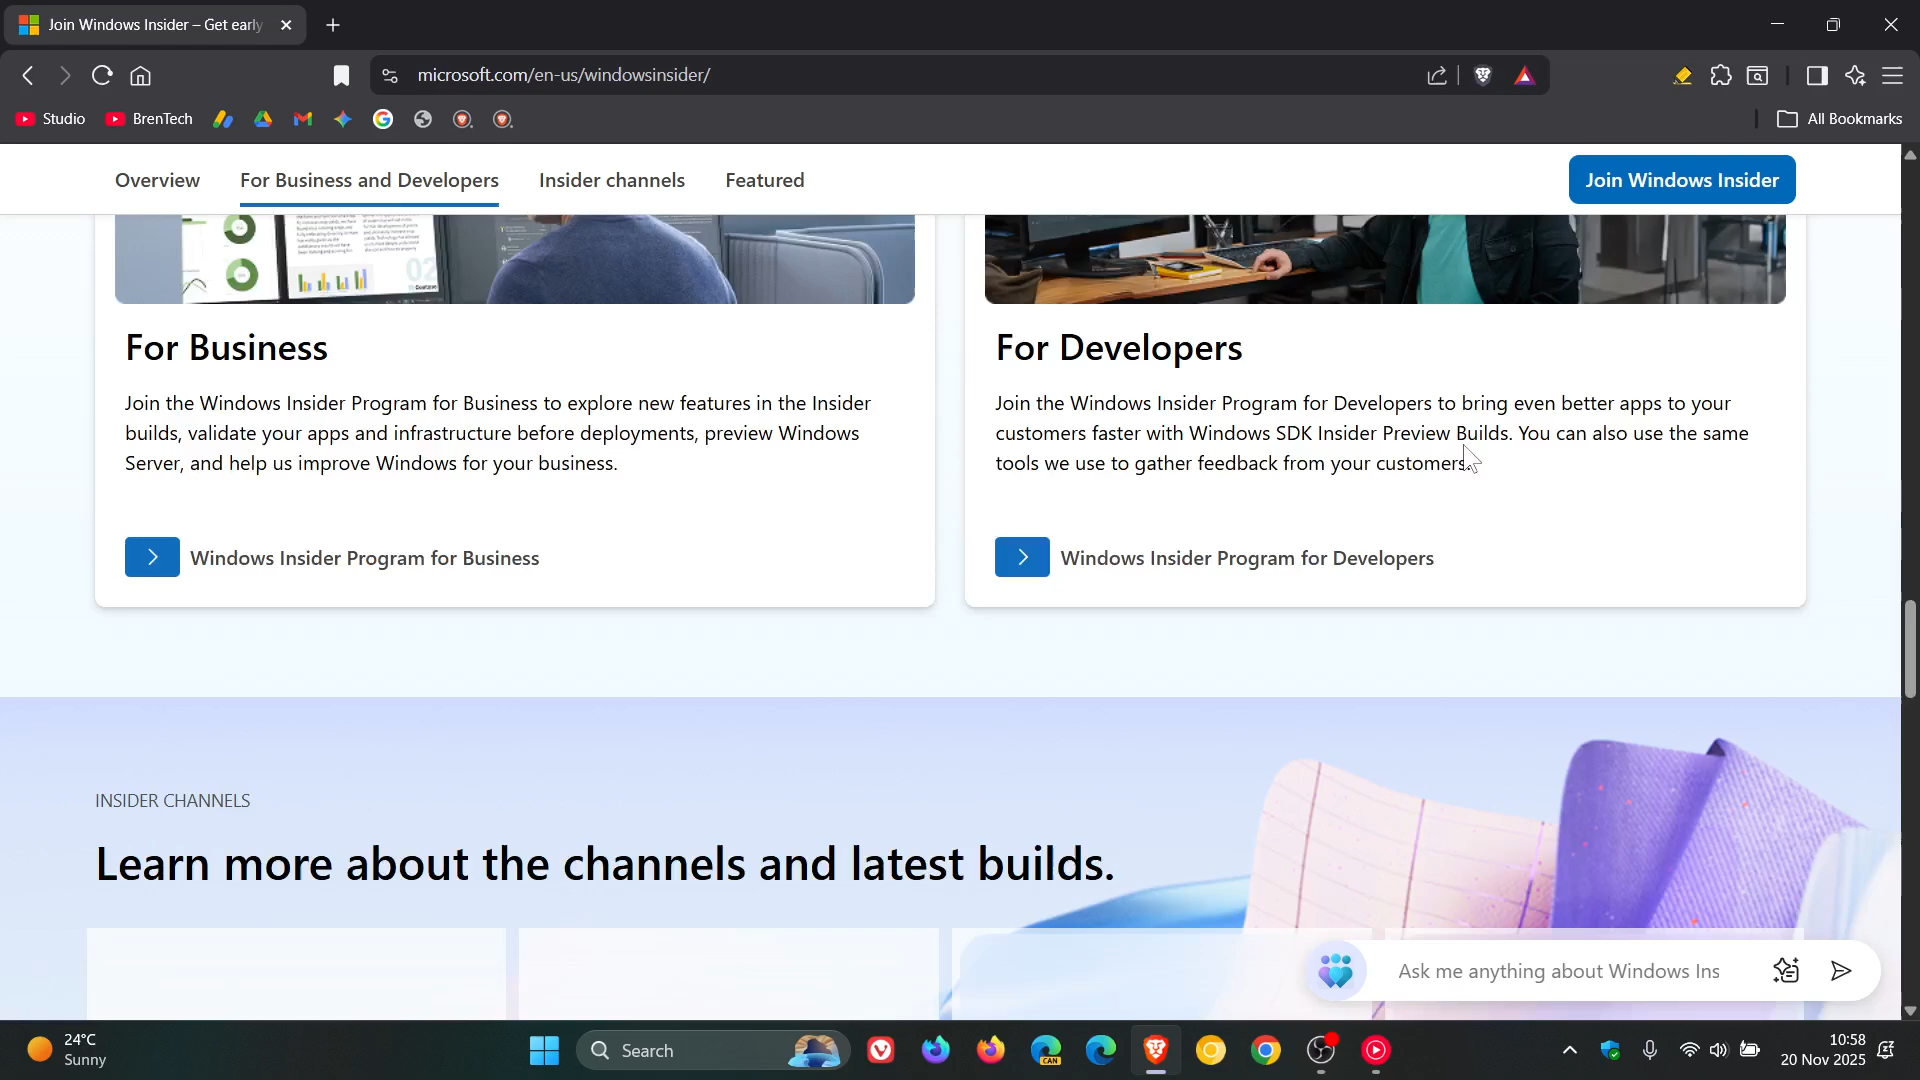 Join Windows Insider – Get early
microsoft.com/en-us/windowsinsider/
Studio
BrenTech
All Bookmarks
Overview
For Business and Developers
Insider channels
Featured
Join Windows Insider
For Business
Join the Windows Insider Program for Business to explore new features in the Insider
builds, validate your apps and infrastructure before deployments, preview Windows
Server, and help us improve Windows for your business.
Windows Insider Program for Business
For Developers
Join the Windows Insider Program for Developers to bring even better apps to your
customers faster with Windows SDK Insider Preview Builds. You can also use the same
tools we use to gather feedback from your customers.
Windows Insider Program for Developers
INSIDER CHANNELS
Learn more about the channels and latest builds.
Ask me anything about Windows Ins
24°C
Sunny
Search
CAN
10:58
20 Nov 2025